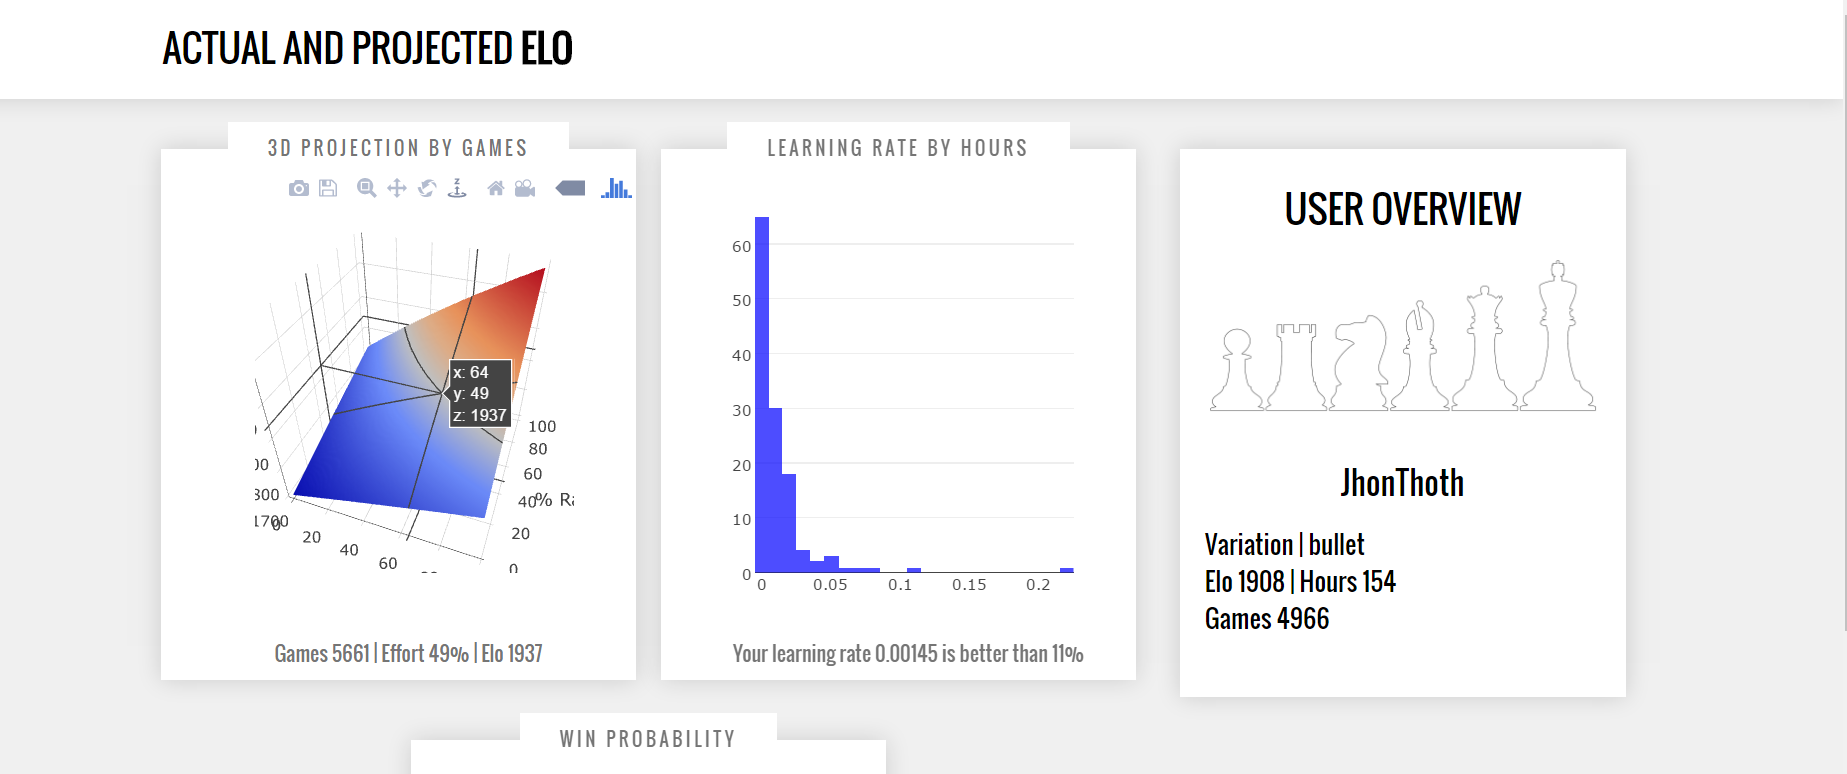 ACTUAL AND PROJECTED ELO
3D PROJECTION BY GAMES
x: 64
y: 49
z: 1937
100
80
60
40
% R
20
0
1700
0
20
40
60
Games 5661 | Effort 49% | Elo 1937
LEARNING RATE BY HOURS
60
50
40
30
20
10
0
0 0.05 0.1 0.15 0.2
Your learning rate 0.00145 is better than 11%
USER OVERVIEW
JhonThoth
Variation | bullet
Elo 1908 | Hours 154
Games 4966
WIN PROBABILITY